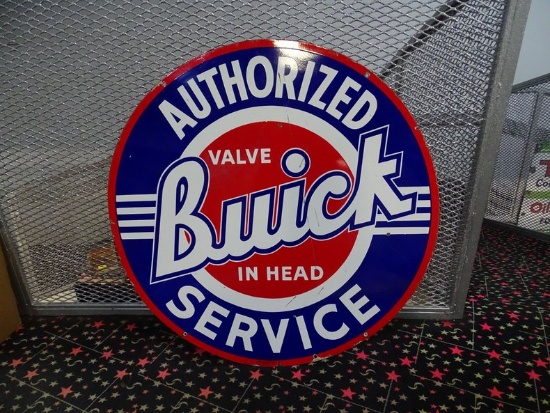 AUTHORIZED
VALVE
Buick
IN HEAD
SERVICE